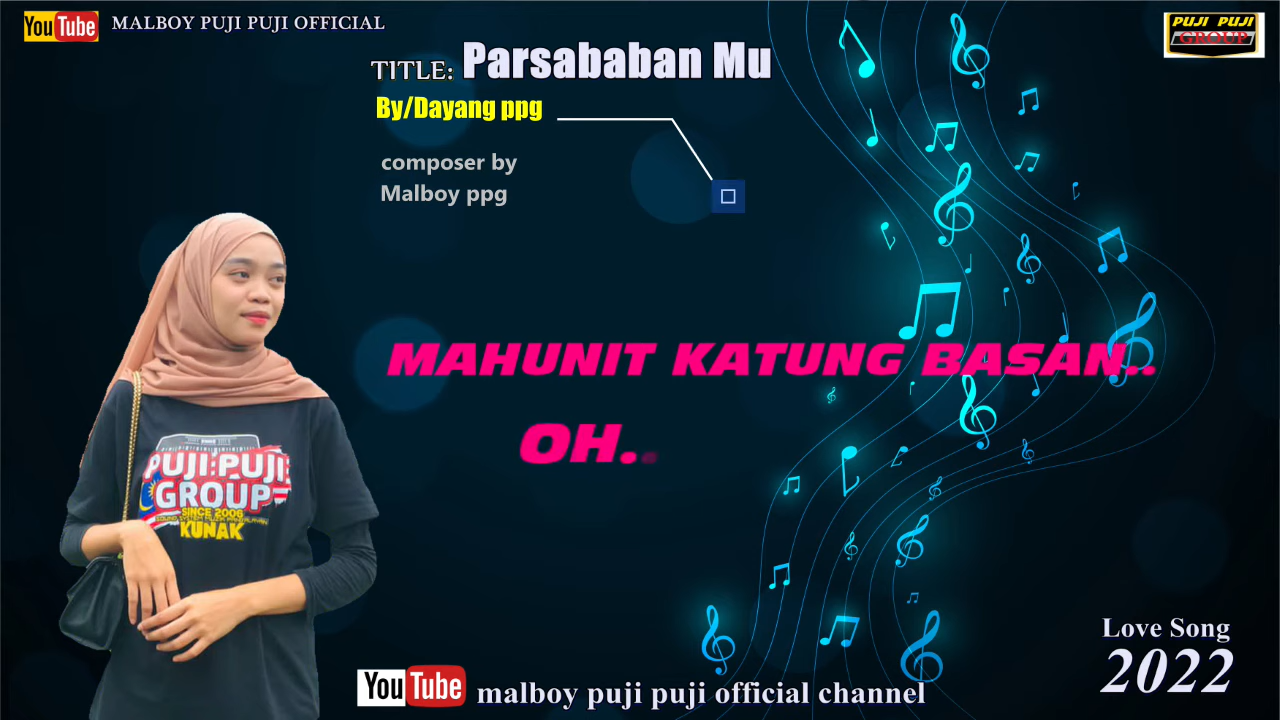 YouTube MALBOY PUJI PUJI OFFICIAL
PUJI PUJI
GROUP
TITLE: Parsababan Mu
By/Dayang ppg
composer by
Malboy ppg
MAHUNIT KATUNG BASAN..
OH..
PUJI PUJI
GROUP
SINCE 2006
KUNAK
Love Song
2022
YouTube malboy puji puji official channel